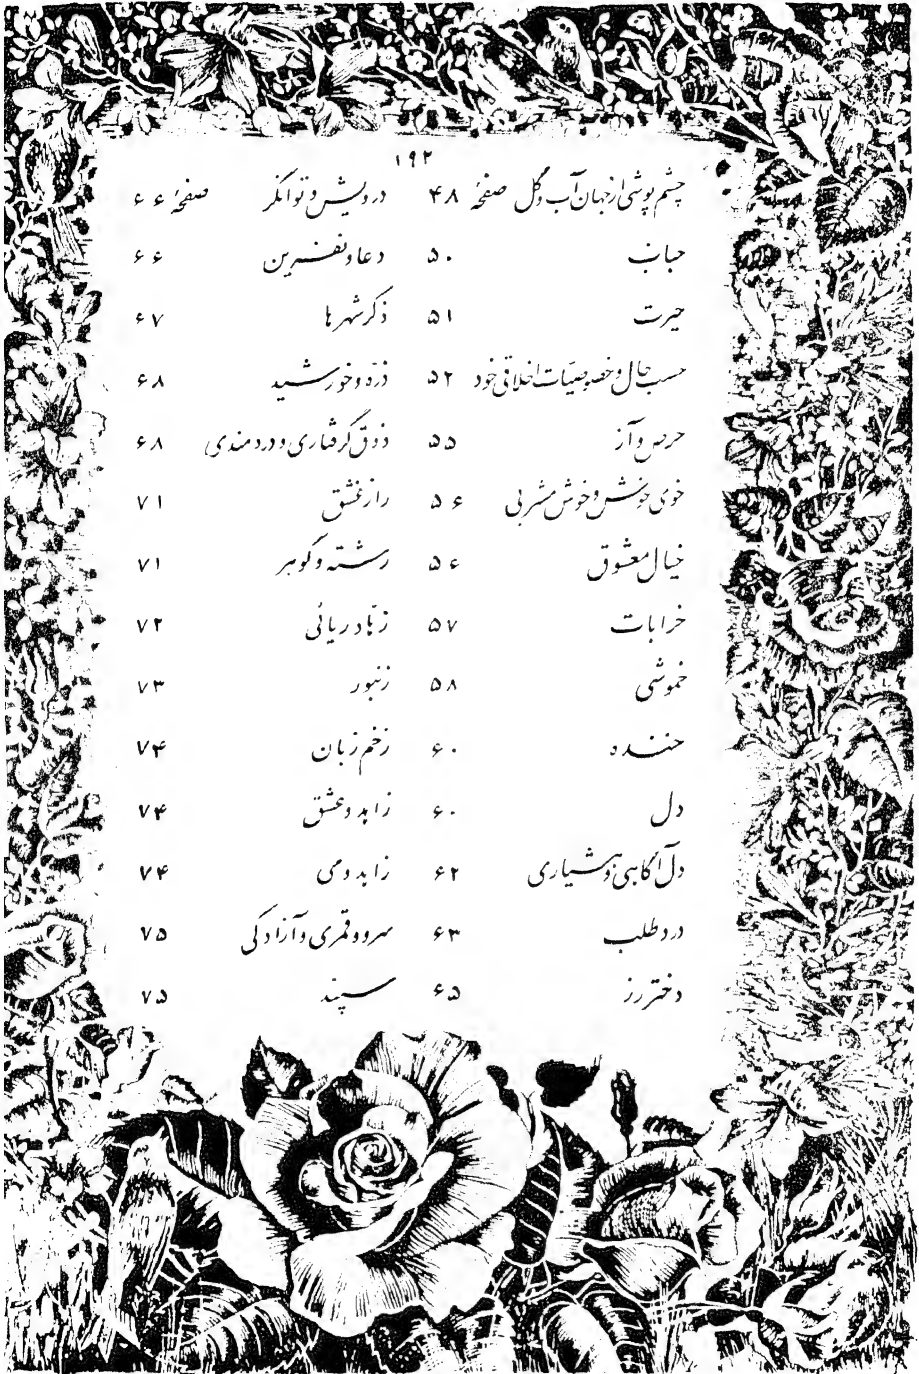 ۱۹۲
چشم پوشی از جهان آب و گل صفحهٔ ۴۸ درویش و توانگر صفحهٔ ۶۶
حباب ۵۰ دعا و نفرین ۶۶
حیرت ۵۱ ذکر شهرها ۶۷
حسب حال و خصوصیات اخلاقی خود ۵۲ ذرّه و خورشید ۶۸
حرص و آز ۵۵ ذوق گرفتاری و دردمندی ۶۸
خوی خوش و خوش مشربی ۵۶ راز عشق ۷۱
خیال معشوق ۵۶ رشته و گوهر ۷۱
خرابات ۵۷ زهّاد ریائی ۷۲
خموشی ۵۸ زنبور ۷۳
خنده ۶۰ زخم زبان ۷۴
دل ۶۰ زاهد و عشق ۷۴
دل آگاهی و هشیاری ۶۲ زاهد و می ۷۴
درد طلب ۶۳ سرو و قمری و آزادگی ۷۵
دختر رز ۶۵ سپند ۷۵